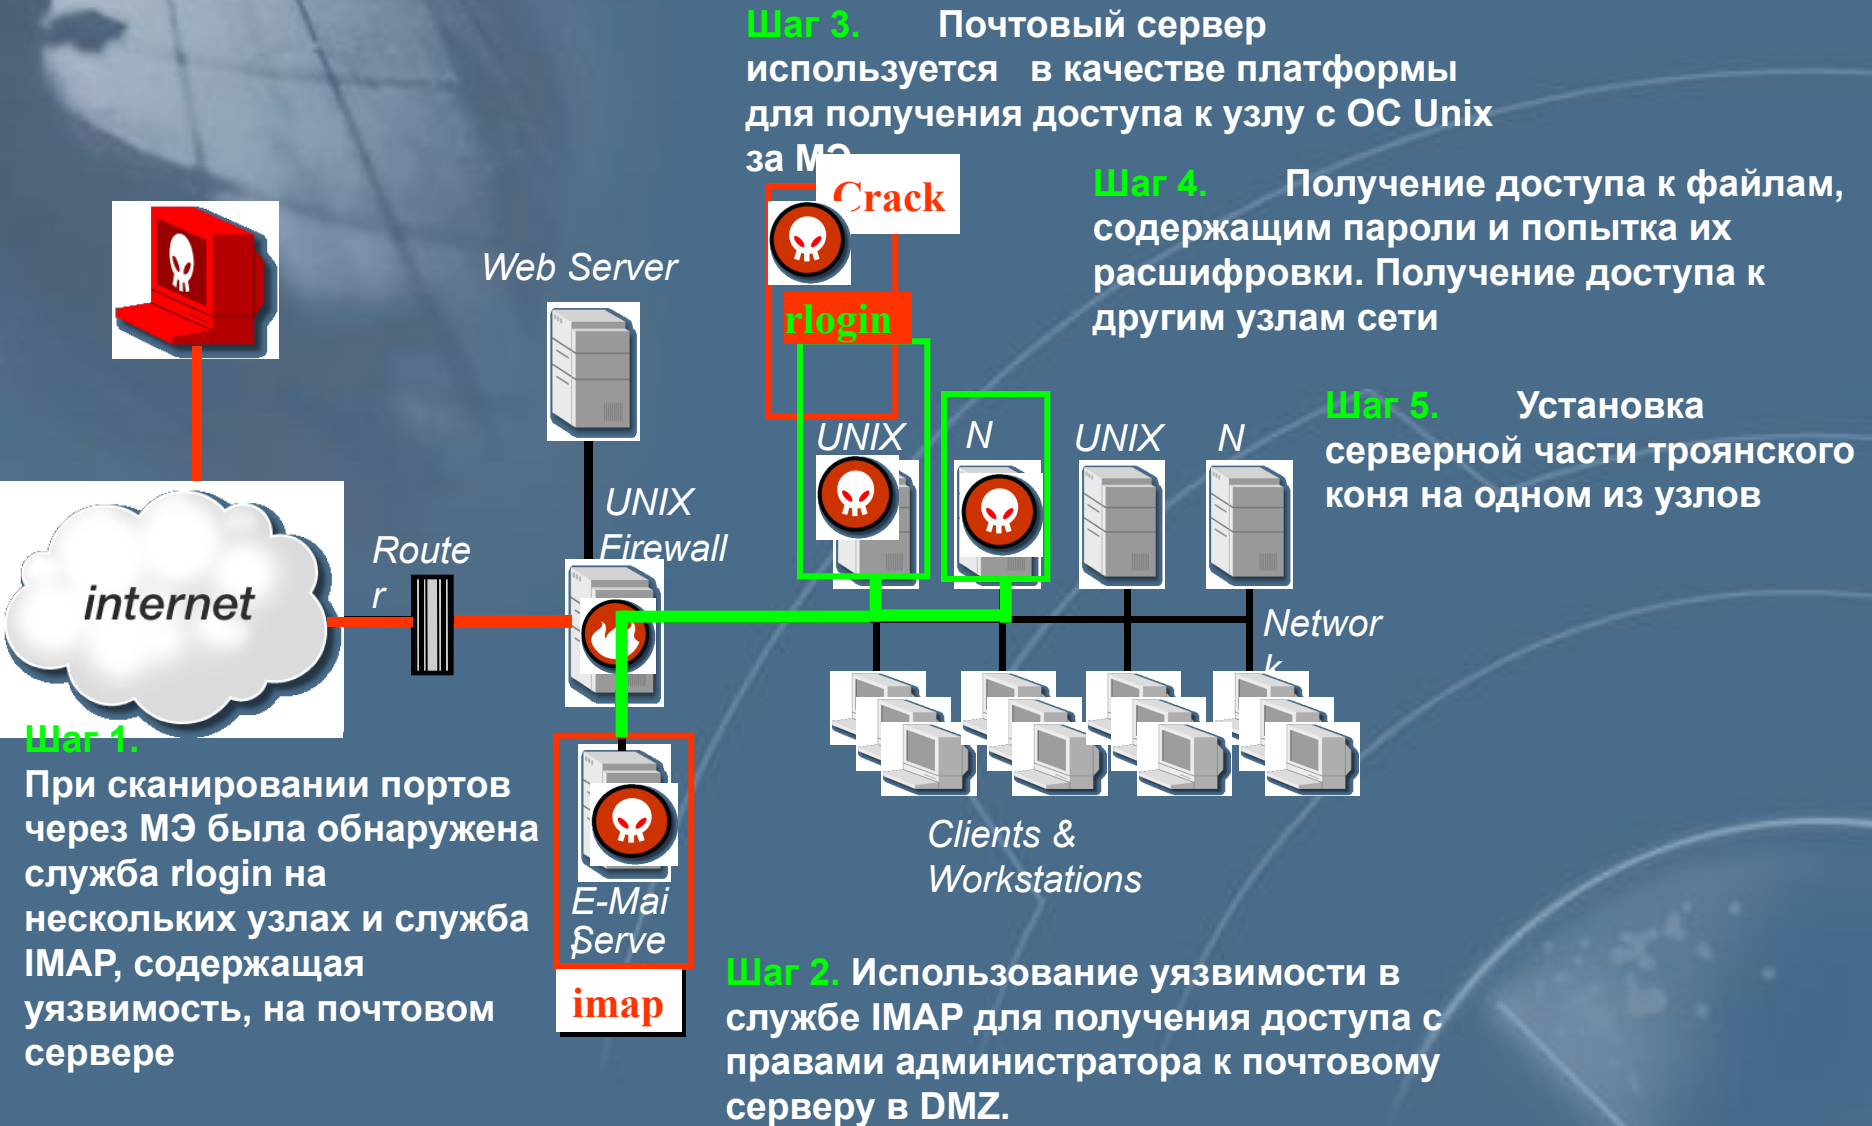 Шаг 3. Почтовый сервер
используется в качестве платформы
для получения доступа к узлу с ОС Unix
за МЭ
Crack
rlogin
Шаг 4. Получение доступа к файлам,
содержащим пароли и попытка их
расшифровки. Получение доступа к
другим узлам сети
Шаг 5. Установка
серверной части троянского
коня на одном из узлов
Web Server
UNIX
Firewall
Route
r
internet
UNIX
N
UNIX
N
Networ
k
Clients &
Workstations
Шаг 1.
При сканировании портов
через МЭ была обнаружена
служба rlogin на
нескольких узлах и служба
IMAP, содержащая
уязвимость, на почтовом
сервере
E-Mai
Serve
imap
Шаг 2. Использование уязвимости в
службе IMAP для получения доступа с
правами администратора к почтовому
серверу в DMZ.